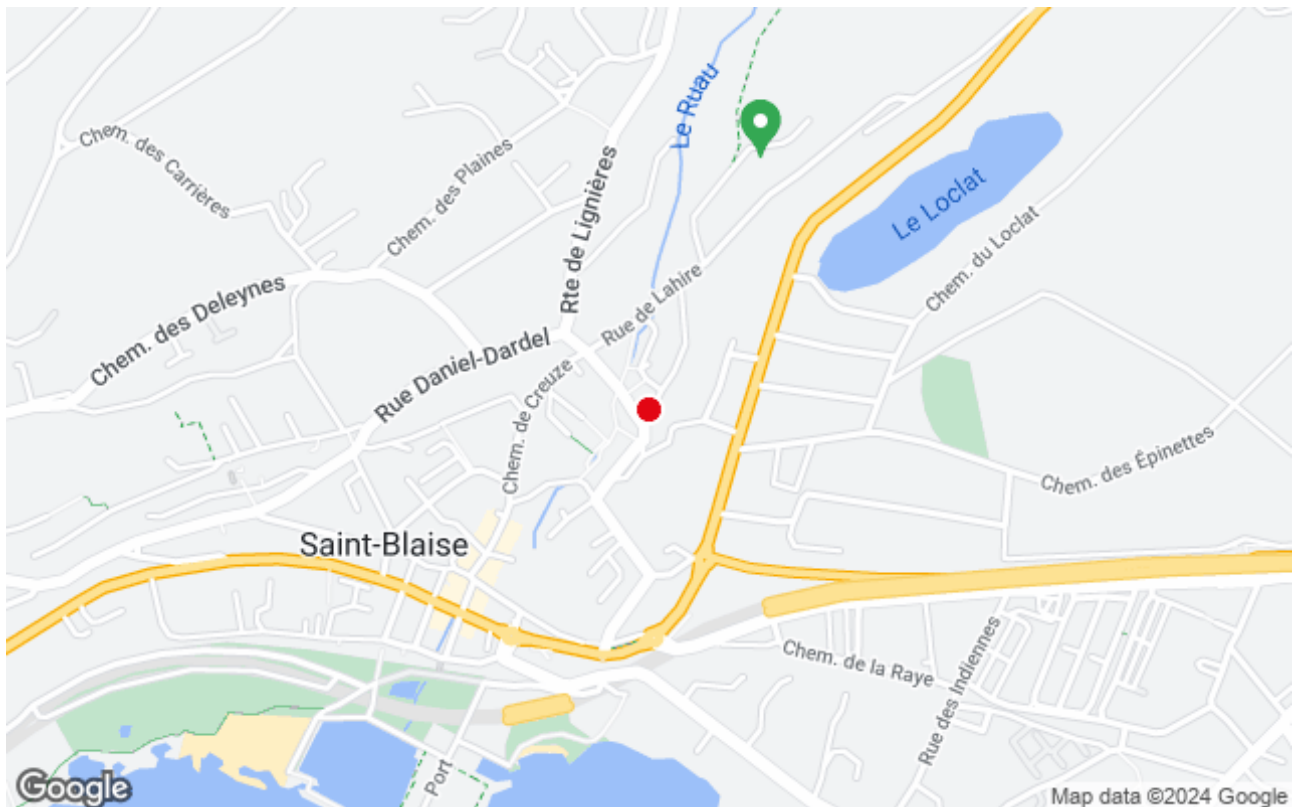 Le Ruau
Chem. des Carrières
Chem. des Plaines
Rte de Lignières
Le Loclat
Chem. du Loclat
Chem. des Deleynes
Rue de Lahire
Rue Daniel-Dardel
Chem. de Creuze
Chem. des Épinettes
Saint-Blaise
Chem. de la Raye
Rue des Indiennes
Port
Google
Map data ©2024 Google